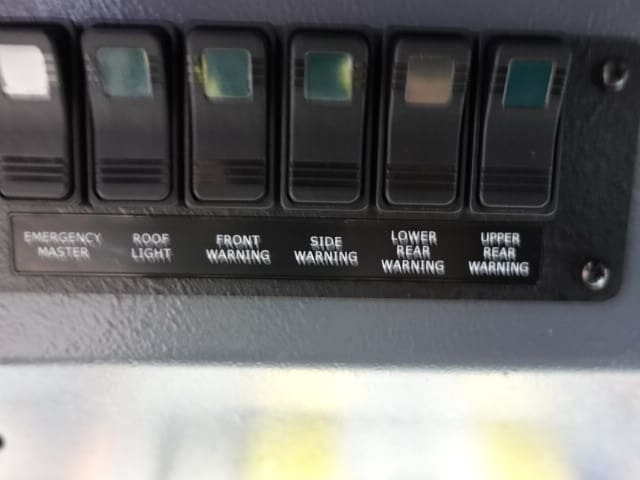 EMERGENCY
MASTER
ROOF
LIGHT
FRONT
WARNING
SIDE
WARNING
LOWER
REAR
WARNING
UPPER
REAR
WARNING